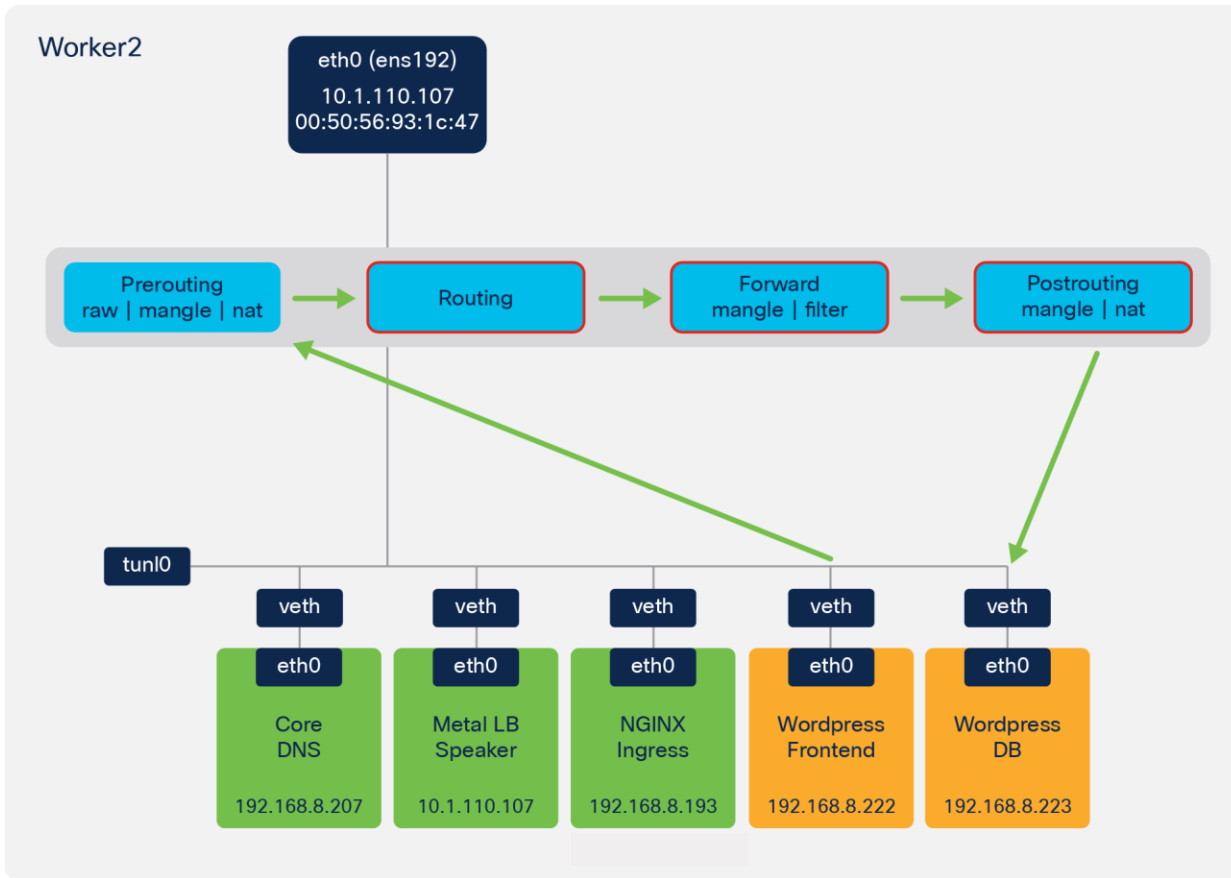 Worker2
eth0 (ens192)
10.1.110.107
00:50:56:93:1c:47
Prerouting
raw | mangle | nat
Routing
Forward
mangle | filter
Postrouting
mangle | nat
tunl0
veth
veth
veth
veth
veth
eth0
eth0
eth0
eth0
eth0
Core
DNS
192.168.8.207
Metal LB
Speaker
10.1.110.107
NGINX
Ingress
192.168.8.193
Wordpress
Frontend
192.168.8.222
Wordpress
DB
192.168.8.223